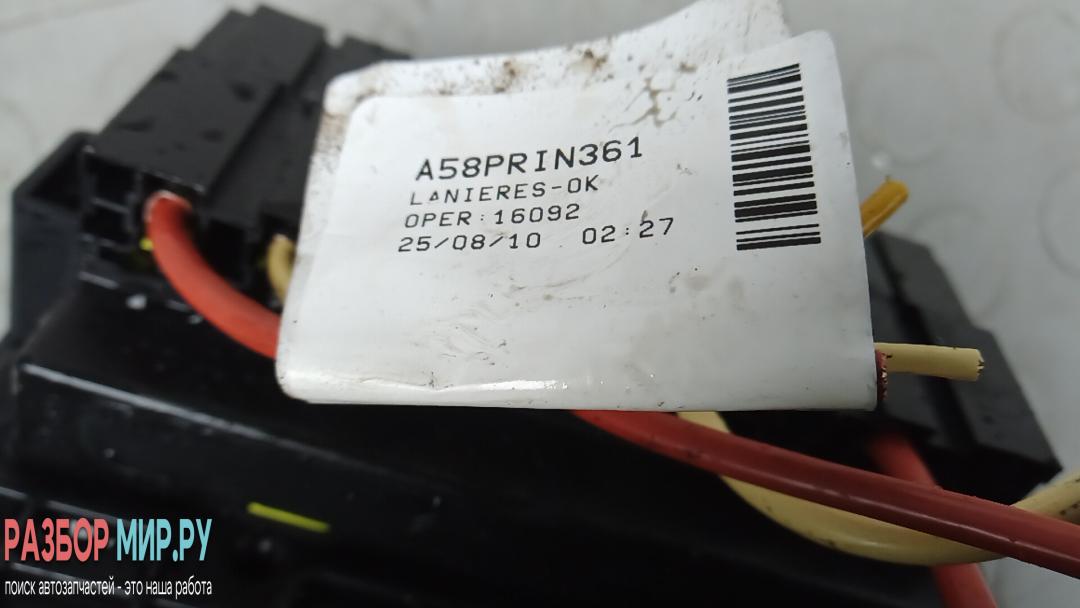 A58PRIN361
LANIERES-OK
OPER:16092
25/08/10 02:27
РАЗБОР МИР.РУ
поиск автозапчастей - это наша работа